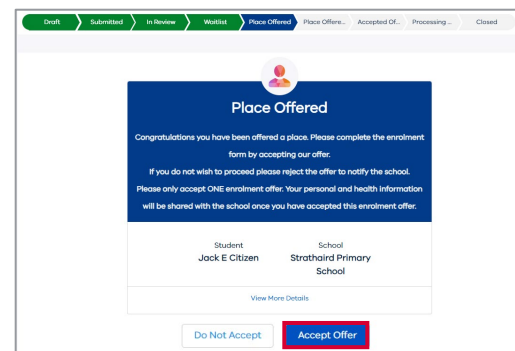 Draft Submitted In Review Waitlist Place Offered Place Offere... Accepted Of... Processing ... Closed
Place Offered
Congratulations you have been offered a place. Please complete the enrolment
form by accepting our offer.
If you do not wish to proceed please reject the offer to notify the school.
Please only accept ONE enrolment offer. Your personal and health information
will be shared with the school once you have accepted this enrolment offer.
Student School
Jack E Citizen Strathaird Primary
School
View More Details
Do Not Accept Accept Offer